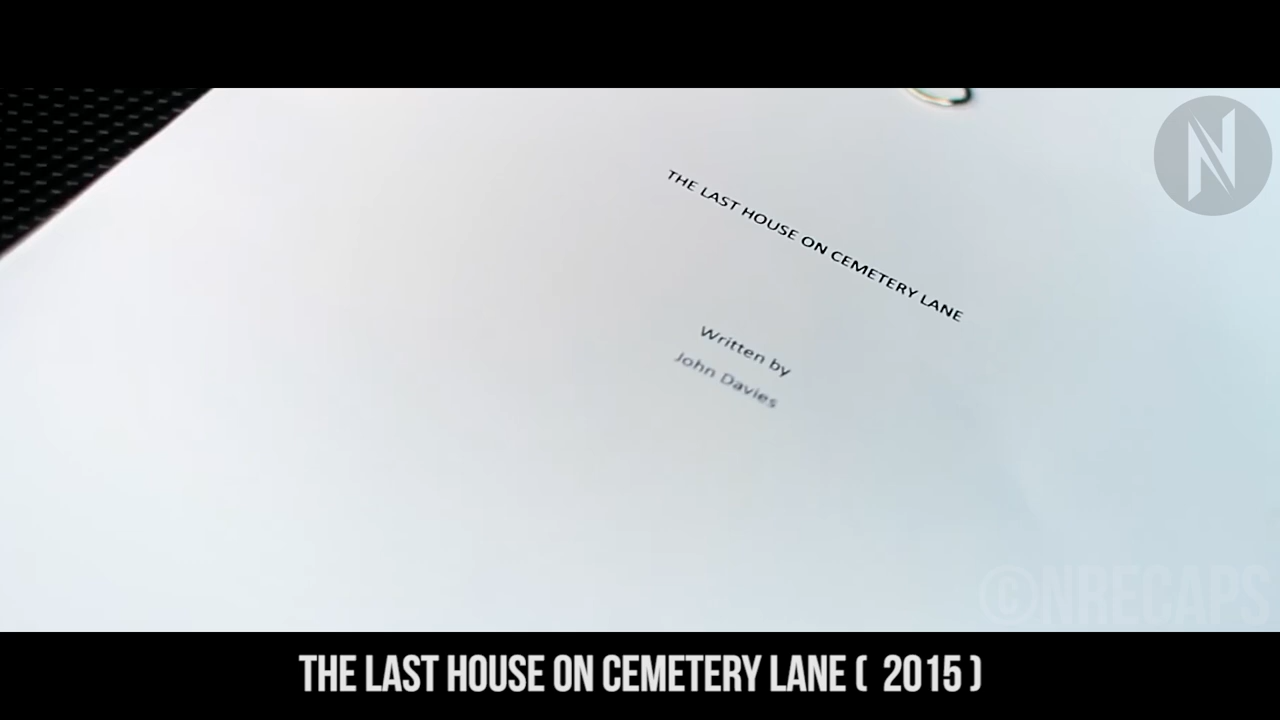 THE LAST HOUSE ON CEMETERY LANE
Written by
John Davies
©NRECAPS
THE LAST HOUSE ON CEMETERY LANE ( 2015 )